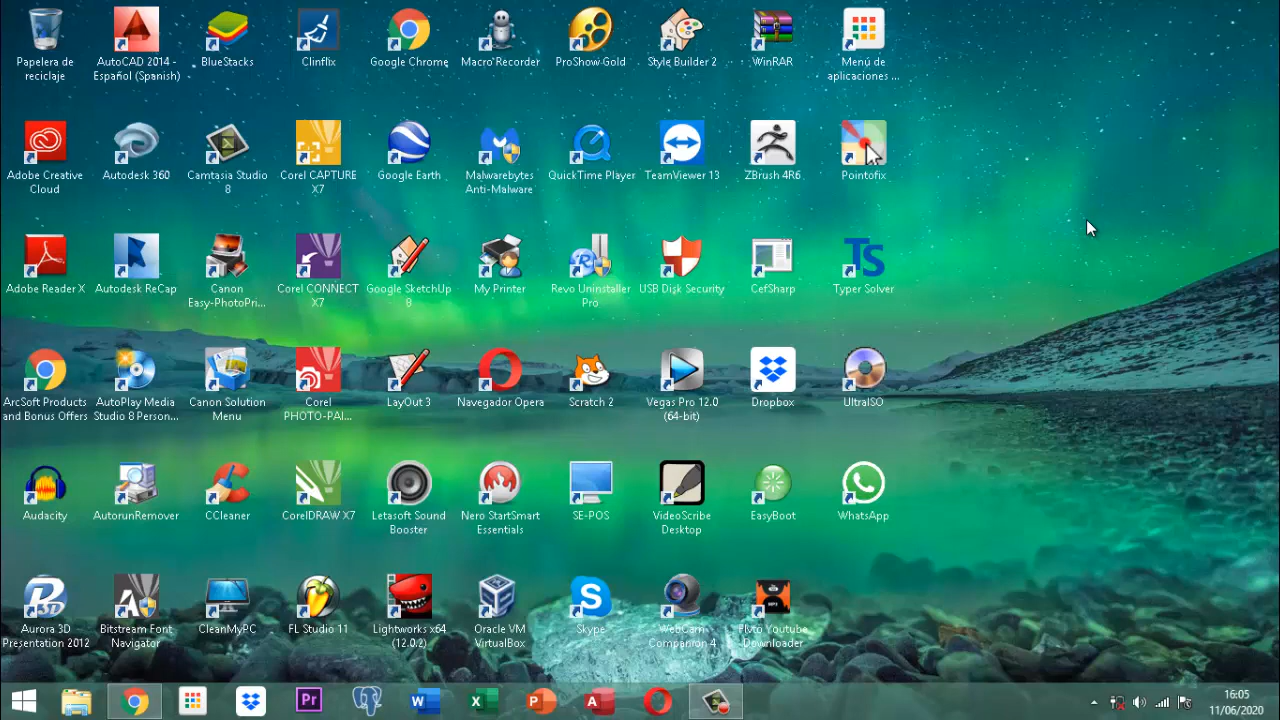 Papelera de
reciclaje
AutoCAD 2014 -
Español (Spanish)
BlueStacks
Clinflix
Google Chrome
Macro Recorder
ProShow Gold
Style Builder 2
WinRAR
Menú de
aplicaciones ...
Adobe Creative
Cloud
Autodesk 360
Camtasia Studio
8
Corel CAPTURE
X7
Google Earth
Malwarebytes
Anti-Malware
QuickTime Player
TeamViewer 13
ZBrush 4R6
Pointofix
Adobe Reader X
Autodesk ReCap
Canon
Easy-PhotoPri...
Corel CONNECT
X7
Google SketchUp
8
My Printer
Revo Uninstaller
Pro
USB Disk Security
CefSharp
TS
Typer Solver
ArcSoft Products
and Bonus Offers
AutoPlay Media
Studio 8 Person...
Canon Solution
Menu
Corel
PHOTO-PAI...
LayOut 3
Navegador Opera
Scratch 2
Vegas Pro 12.0
(64-bit)
Dropbox
UltraISO
Audacity
AutorunRemover
CCleaner
CorelDRAW X7
Letasoft Sound
Booster
Nero StartSmart
Essentials
SE-POS
VideoScribe
Desktop
EasyBoot
WhatsApp
Aurora 3D
Presentation 2012
Bitstream Font
Navigator
CleanMyPC
FL Studio 11
Lightworks x64
(12.0.2)
Oracle VM
VirtualBox
Skype
WebCam
Companion 4
Flvto Youtube
Downloader
Pr
W
X
P
A
16:05
11/06/2020